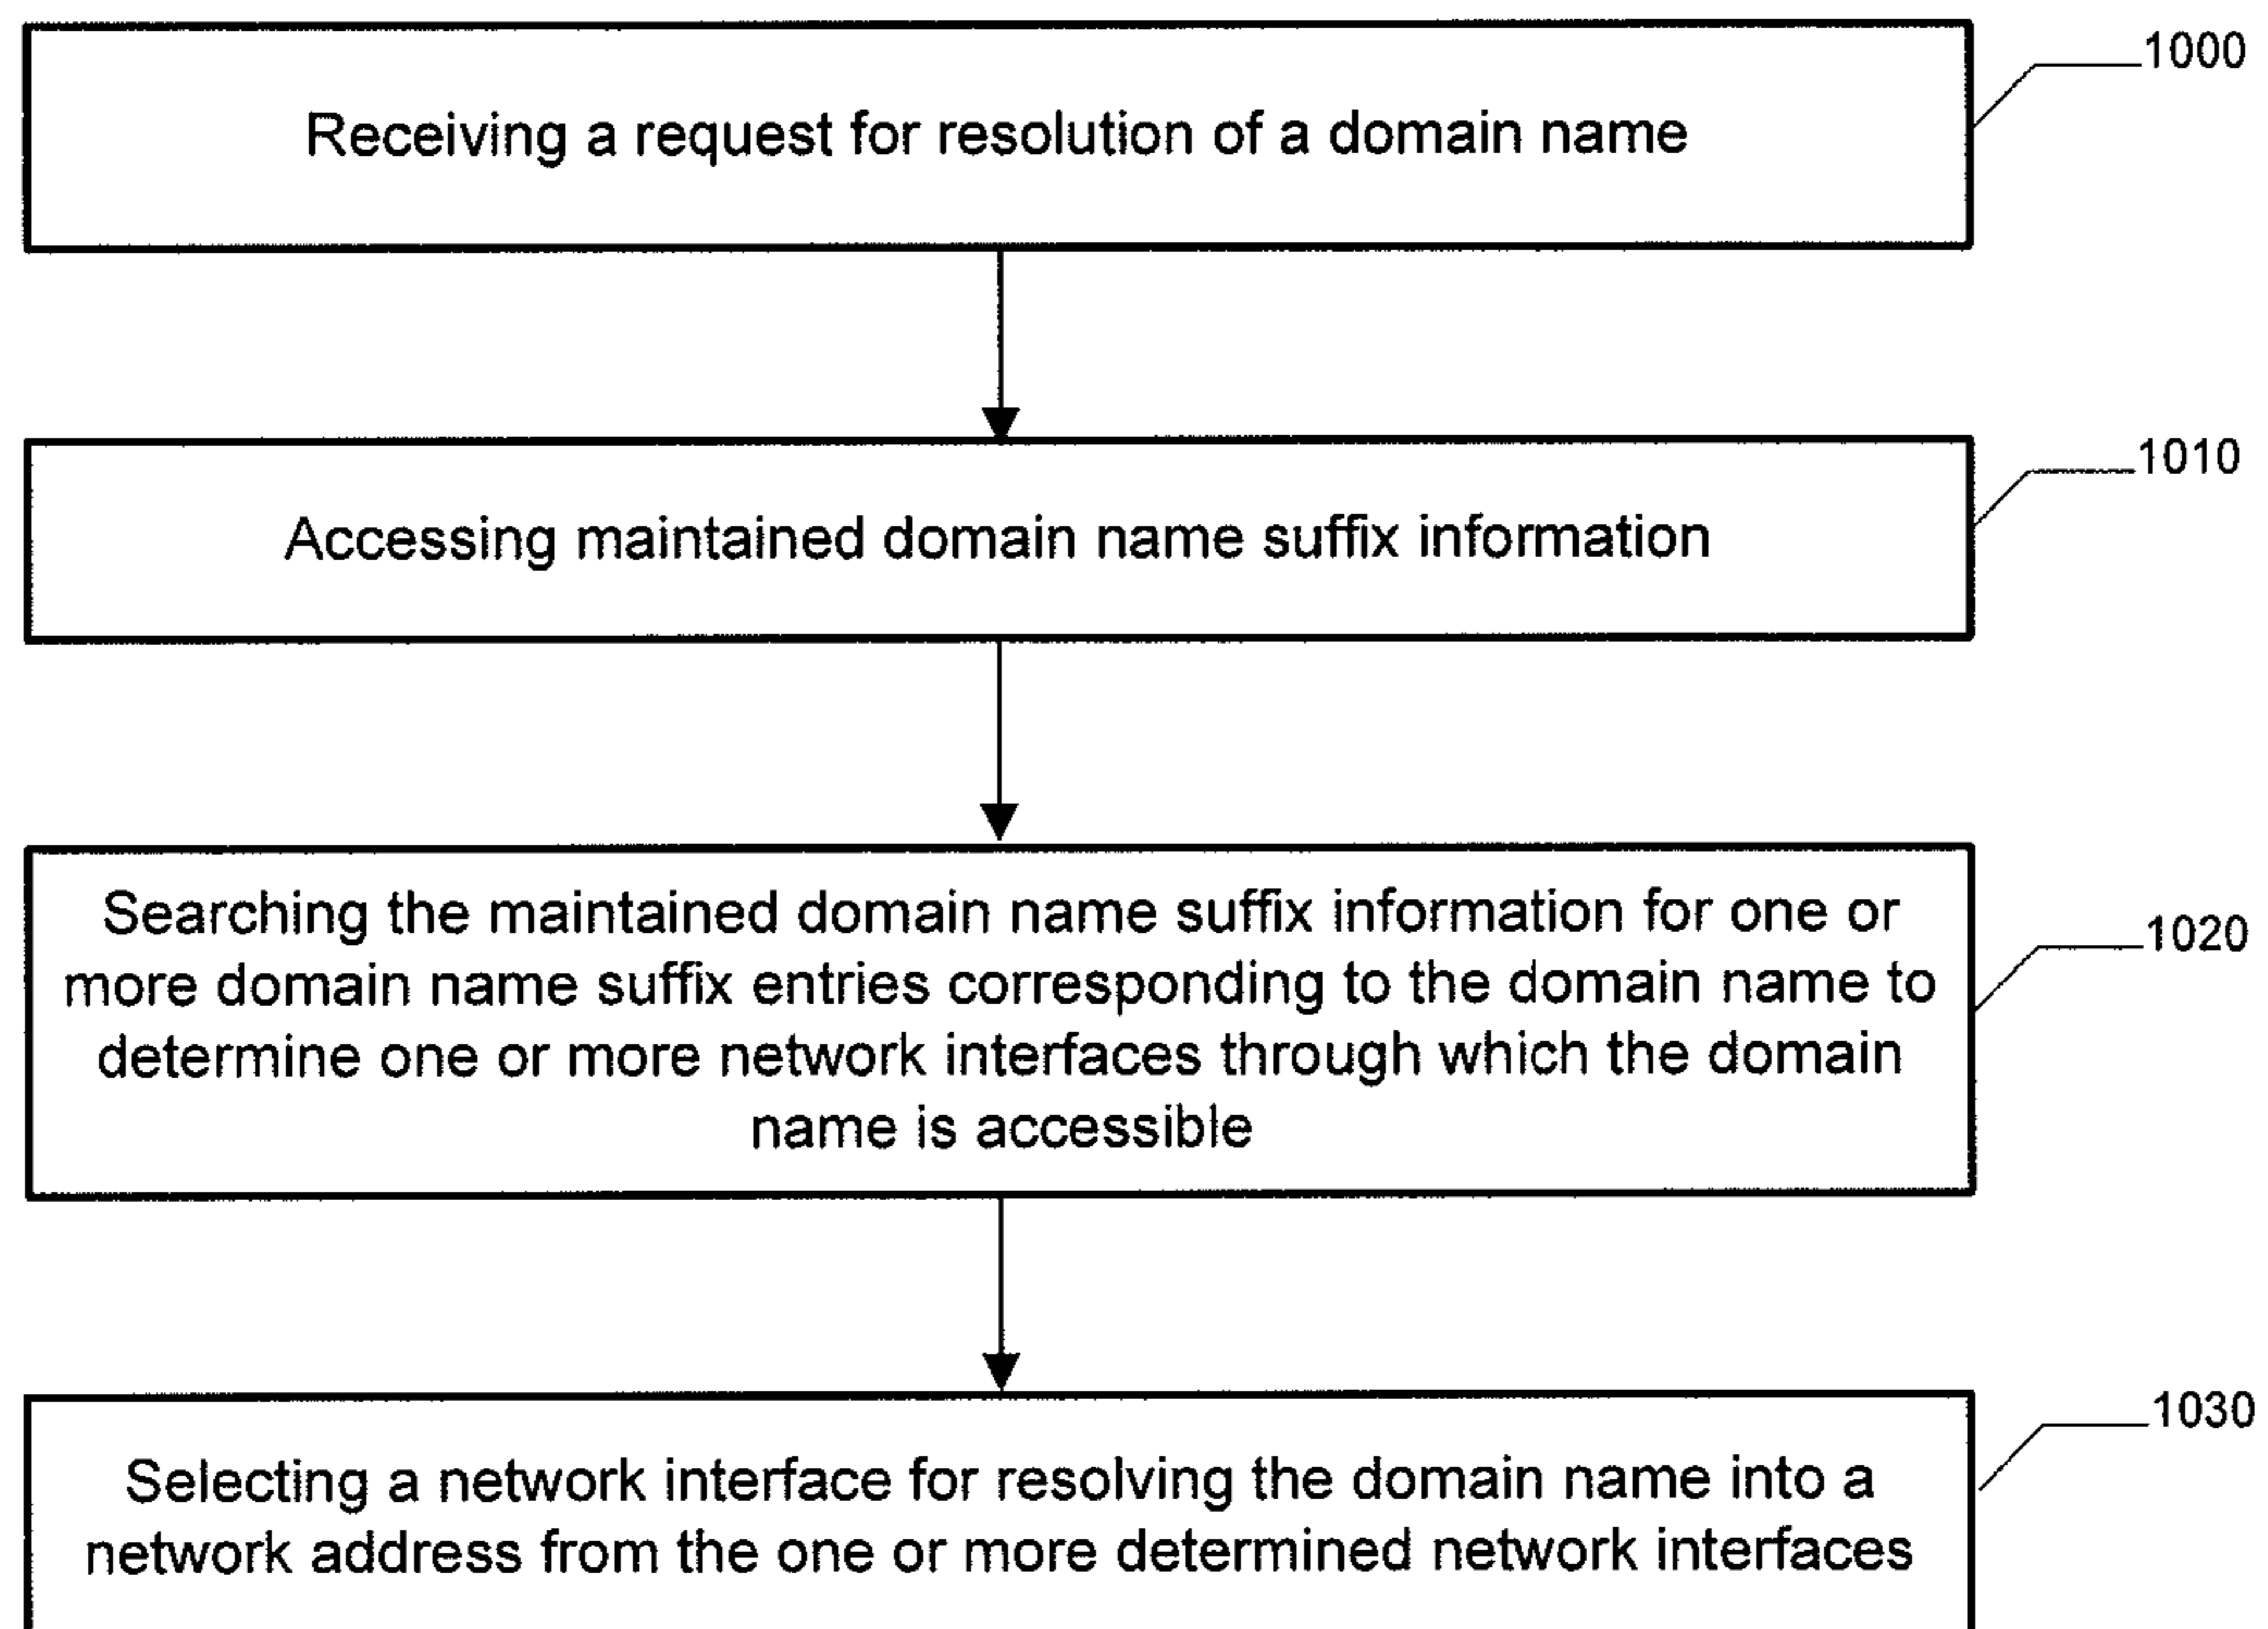 1000
Receiving a request for resolution of a domain name
1010
Accessing maintained domain name suffix information
Searching the maintained domain name suffix information for one or
more domain name suffix entries corresponding to the domain name to
determine one or more network interfaces through which the domain
name is accessible
1020
1030
Selecting a network interface for resolving the domain name into a
network address from the one or more determined network interfaces